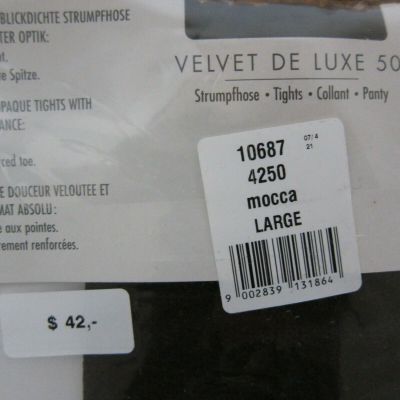 BLICKDICHTE STRUMPFHOSE
TER OPTIK:
t.
re Spitze.
OPAQUE TIGHTS WITH
ANCE:
rced toe.
E DOUCEUR VELOUTEE ET
MAT ABSOLU:
e aux pointes.
rement renforcées.
VELVET DE LUXE 50
Strumpfhose • Tights • Collant • Panty
10687
07/4
21
4250
mocca
LARGE
9 002839 131864
$ 42,-